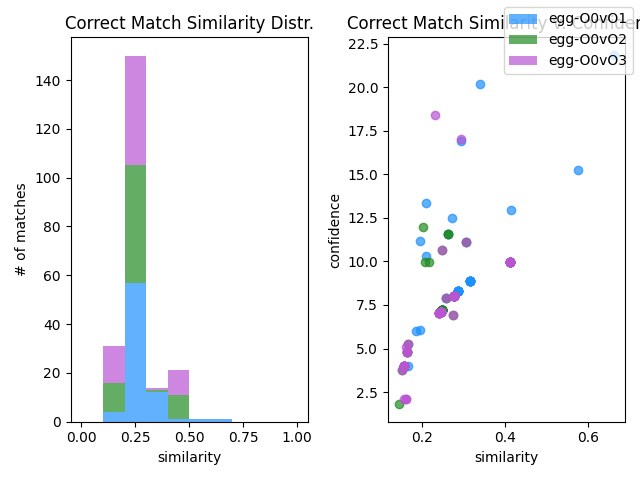 Correct Match Similarity Distr.
# of matches
140
120
100
80
60
40
20
0
0.00 0.25 0.50 0.75 1.00
similarity
Correct Match Similarity
egg-O0vO1
egg-O0vO2
egg-O0vO3
confidence
22.5
20.0
17.5
15.0
12.5
10.0
7.5
5.0
2.5
0.2 0.4 0.6
similarity